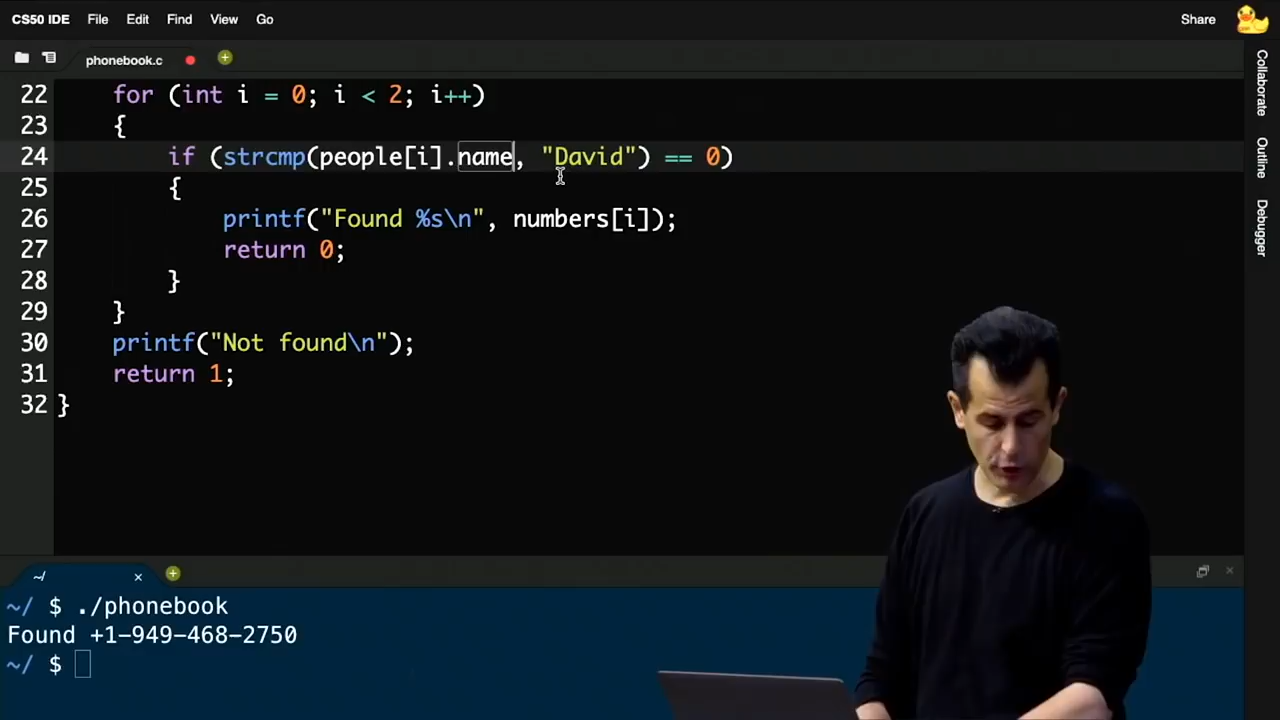 CS50 IDE File Edit Find View Go Share
phonebook.c
22 for (int i = 0; i < 2; i++)
23 {
24 if (strcmp(people[i].name, "David") == 0)
25 {
26 printf("Found %s\n", numbers[i]);
27 return 0;
28 }
29 }
30 printf("Not found\n");
31 return 1;
32 }
Collaborate
Outline
Debugger
~/
~/ $ ./phonebook
Found +1-949-468-2750
~/ $